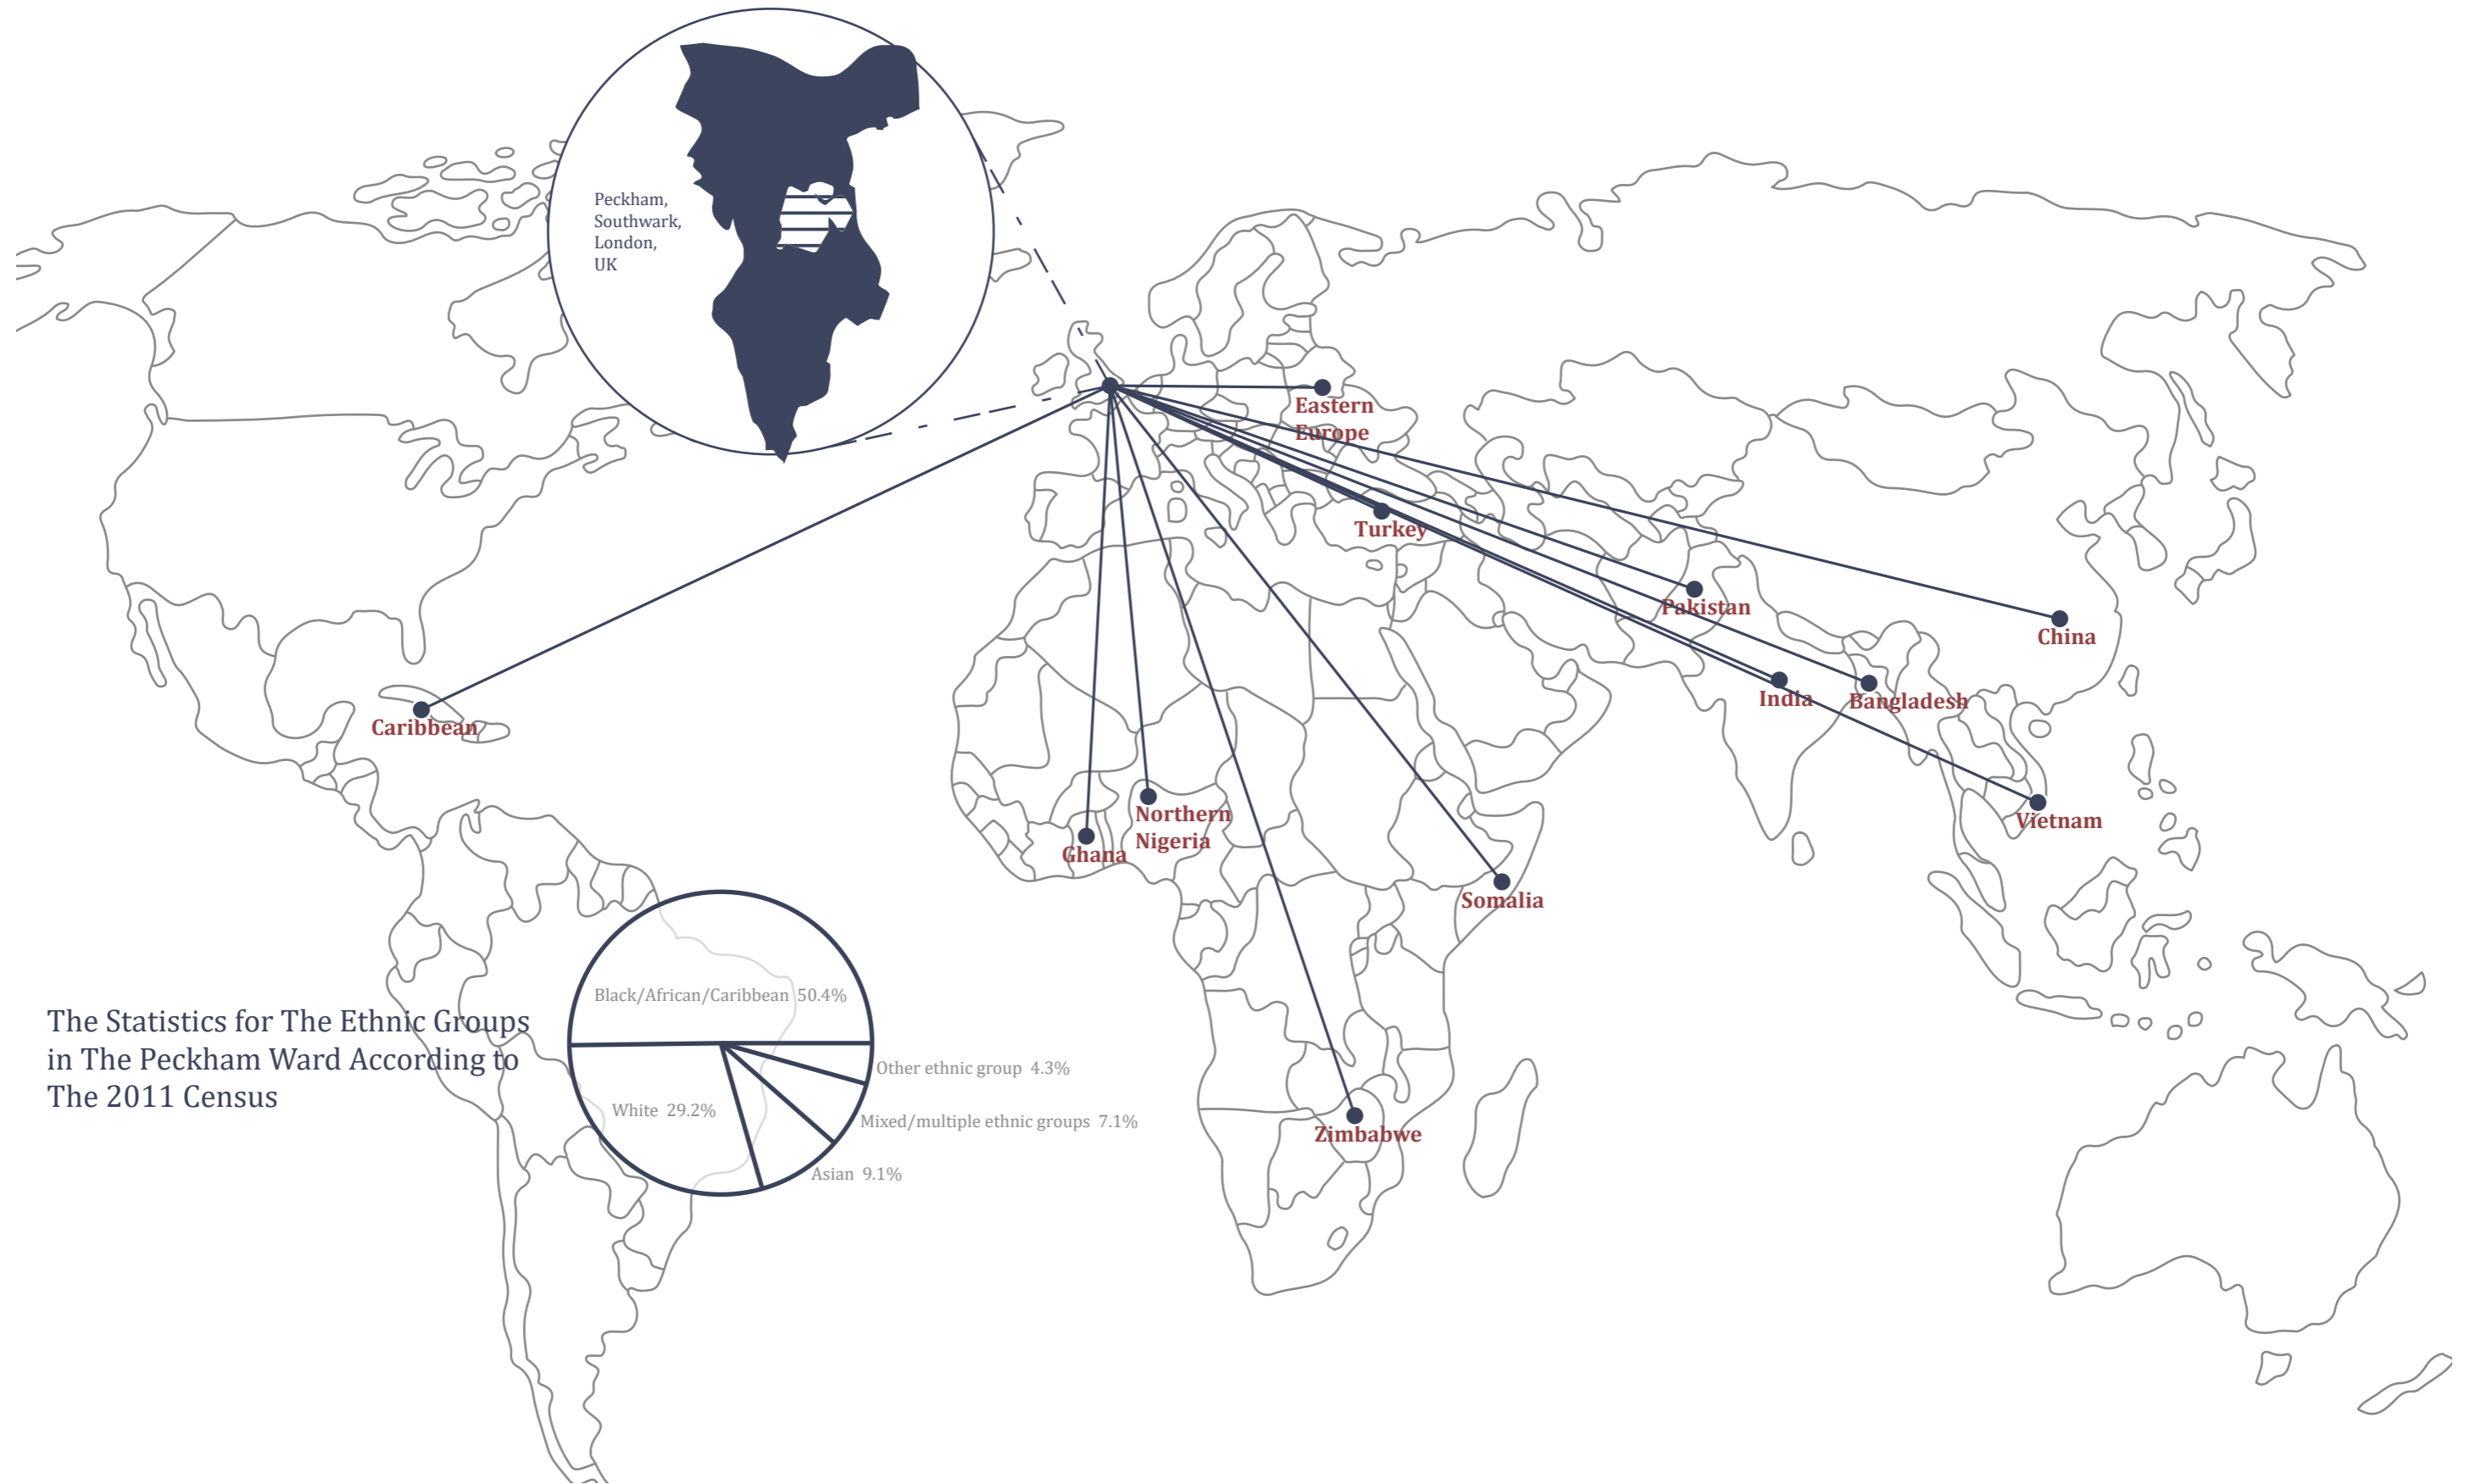 Peckham,
Southwark,
London,
UK
Eastern
Europe
Turkey
Pakistan
China
India
Bangladesh
Caribbean
Vietnam
Northern
Nigeria
Ghana
Somalia
Zimbabwe
The Statistics for The Ethnic Groups
in The Peckham Ward According to
The 2011 Census
Black/African/Caribbean 50.4%
Other ethnic group 4.3%
White 29.2%
Mixed/multiple ethnic groups 7.1%
Asian 9.1%